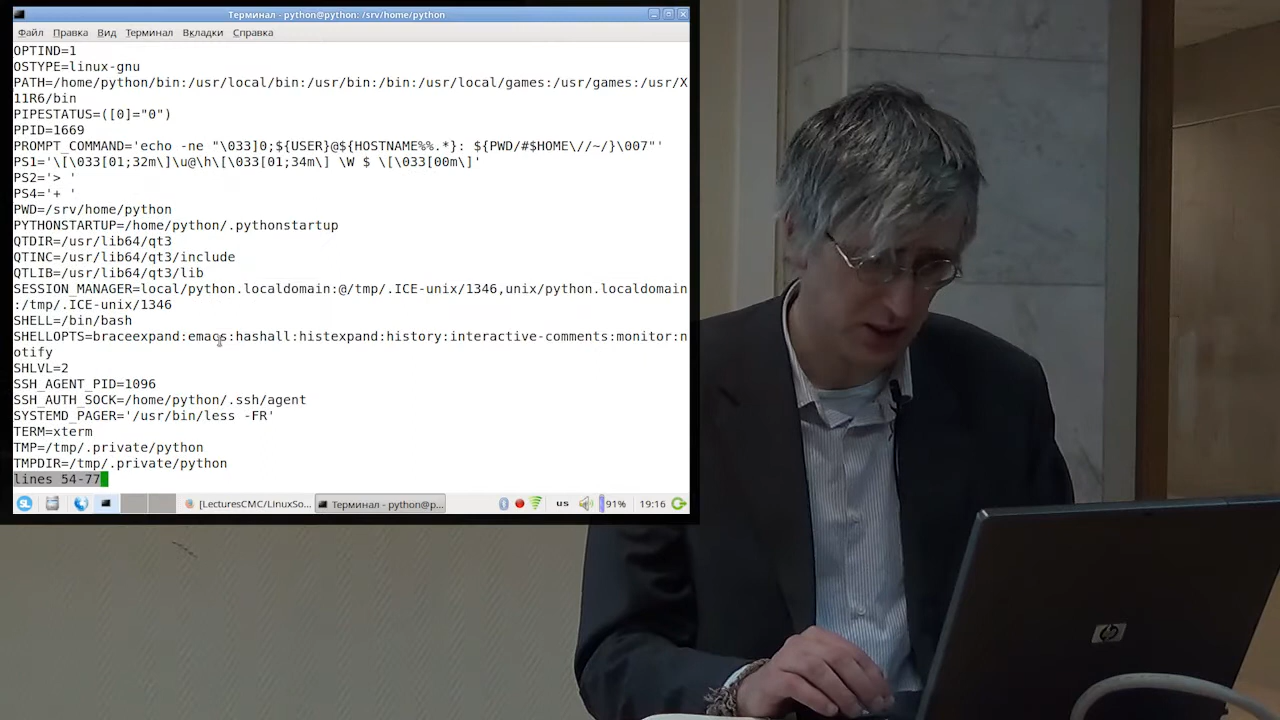 Терминал - python@python: /srv/home/python
Файл Правка Вид Терминал Вкладки Справка
OPTIND=1
OSTYPE=linux-gnu
PATH=/home/python/bin:/usr/local/bin:/usr/bin:/bin:/usr/local/games:/usr/games:/usr/X
11R6/bin
PIPESTATUS=([0]="0")
PPID=1669
PROMPT_COMMAND='echo -ne "\033]0;${USER}@${HOSTNAME%%.*}: ${PWD/#$HOME\//~/}\007"'
PS1='\[\033[01;32m\]\u@\h\[\033[01;34m\] \W $ \[\033[00m\]'
PS2='> '
PS4='+ '
PWD=/srv/home/python
PYTHONSTARTUP=/home/python/.pythonstartup
QTDIR=/usr/lib64/qt3
QTINC=/usr/lib64/qt3/include
QTLIB=/usr/lib64/qt3/lib
SESSION_MANAGER=local/python.localdomain:@/tmp/.ICE-unix/1346,unix/python.localdomain
:/tmp/.ICE-unix/1346
SHELL=/bin/bash
SHELLOPTS=braceexpand:emacs:hashall:histexpand:history:interactive-comments:monitor:n
otify
SHLVL=2
SSH_AGENT_PID=1096
SSH_AUTH_SOCK=/home/python/.ssh/agent
SYSTEMD_PAGER='/usr/bin/less -FR'
TERM=xterm
TMP=/tmp/.private/python
TMPDIR=/tmp/.private/python
lines 54-77
[LecturesCMC/LinuxSo... Терминал - python@p... us 91% 19:16
hp